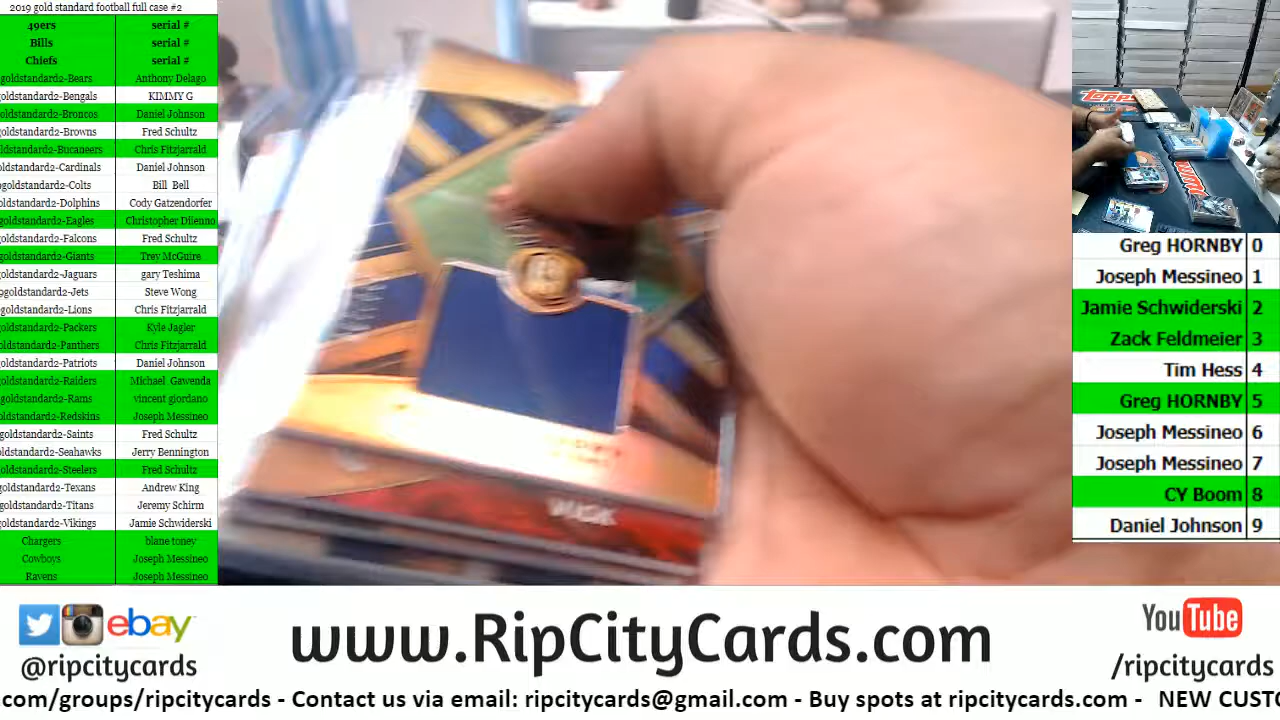 2019 gold standard football full case #2
49ers serial #
Bills serial #
Chiefs serial #
goldstandard2-Bears Anthony Delago
goldstandard2-Bengals KIMMY G
goldstandard2-Broncos Daniel Johnson
goldstandard2-Browns Fred Schultz
goldstandard2-Bucaneers Chris Fitzjarrald
oldstandard2-Cardinals Daniel Johnson
9goldstandard2-Colts Bill Bell
oldstandard2-Dolphins Cody Gatzendorfer
goldstandard2-Eagles Christopher Diienno
goldstandard2-Falcons Fred Schultz
goldstandard2-Giants Trey McGuire
goldstandard2-Jaguars gary Teshima
9goldstandard2-Jets Steve Wong
goldstandard2-Lions Chris Fitzjarrald
goldstandard2-Packers Kyle Jagler
goldstandard2-Panthers Chris Fitzjarrald
goldstandard2-Patriots Daniel Johnson
goldstandard2-Raiders Michael Gawenda
goldstandard2-Rams vincent giordano
goldstandard2-Redskins Joseph Messineo
goldstandard2-Saints Fred Schultz
oldstandard2-Seahawks Jerry Bennington
goldstandard2-Steelers Fred Schultz
goldstandard2-Texans Andrew King
goldstandard2-Titans Jeremy Schirm
goldstandard2-Vikings Jamie Schwiderski
Chargers blane toney
Cowboys Joseph Messineo
Ravens Joseph Messineo
Topps
Greg HORNBY 0
Joseph Messineo 1
Jamie Schwiderski 2
Zack Feldmeier 3
Tim Hess 4
Greg HORNBY 5
Joseph Messineo 6
Joseph Messineo 7
CY Boom 8
Daniel Johnson 9
ebay
@ripcitycards
www.RipCityCards.com
YouTube
/ripcitycards
com/groups/ripcitycards - Contact us via email: ripcitycards@gmail.com - Buy spots at ripcitycards.com - NEW CUSTO